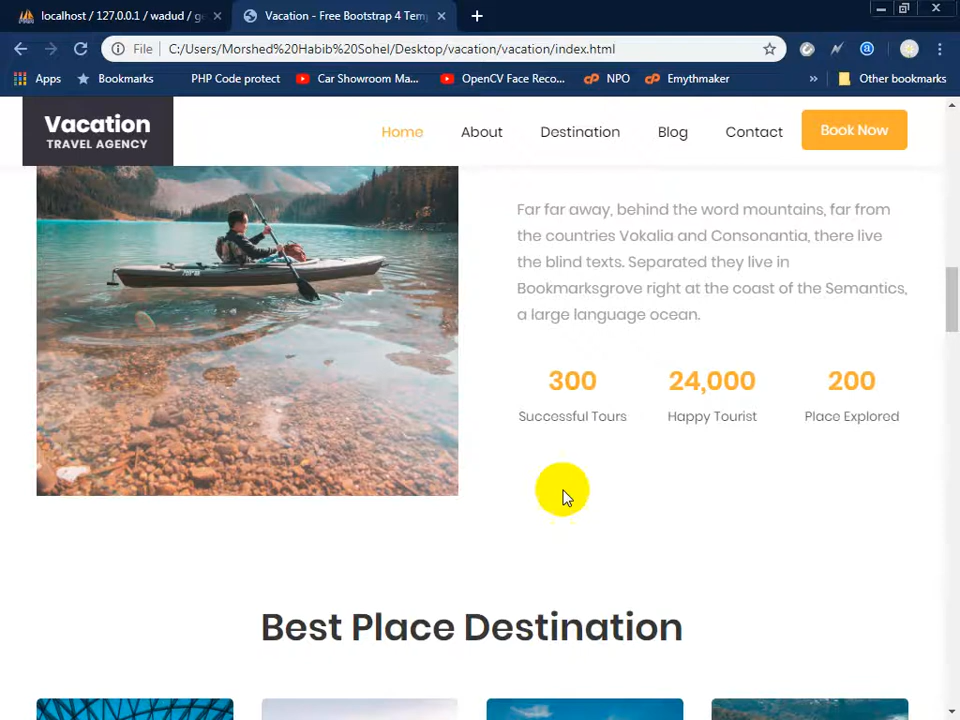 localhost / 127.0.0.1 / wadud / ge
Vacation - Free Bootstrap 4 Temp
File
C:/Users/Morshed%20Habib%20Sohel/Desktop/vacation/vacation/index.html
Apps
Bookmarks
PHP Code protect
Car Showroom Ma...
OpenCV Face Reco...
NPO
Emythmaker
»
Other bookmarks
Vacation
TRAVEL AGENCY
Home
About
Destination
Blog
Contact
Book Now
Far far away, behind the word mountains, far from
the countries Vokalia and Consonantia, there live
the blind texts. Separated they live in
Bookmarksgrove right at the coast of the Semantics,
a large language ocean.
300
24,000
200
Successful Tours
Happy Tourist
Place Explored
Best Place Destination